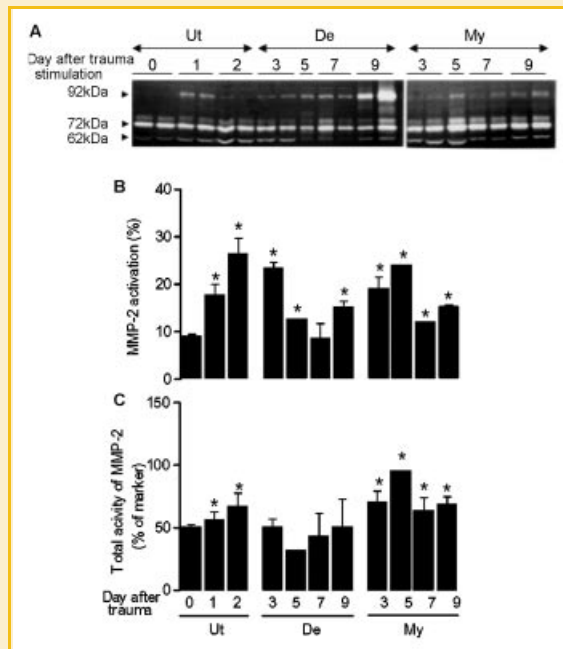 A
Ut De My
Day after trauma stimulation
0 1 2 3 5 7 9 3 5 7 9
92kDa
72kDa
62kDa
B
MMP-2 activation (%)
40
30
20
10
0
* * * * * * * * *
C
Total acivity of MMP-2
(% of marker)
150
100
50
0
* * * * * *
Day after trauma
0 1 2 3 5 7 9 3 5 7 9
Ut De My